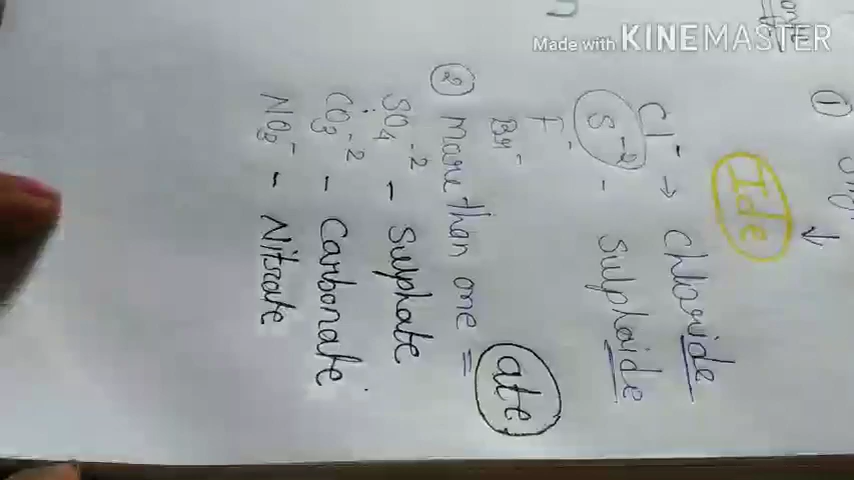 Made with KINEMASTER
①
↓
Ide
Cl⁻ → Chloride
S⁻² - Sulphide
F⁻
Br⁻
② More than one = ate
SO₄⁻² - Sulphate
CO₃⁻² - Carbonate
NO₃⁻ - Nitrate